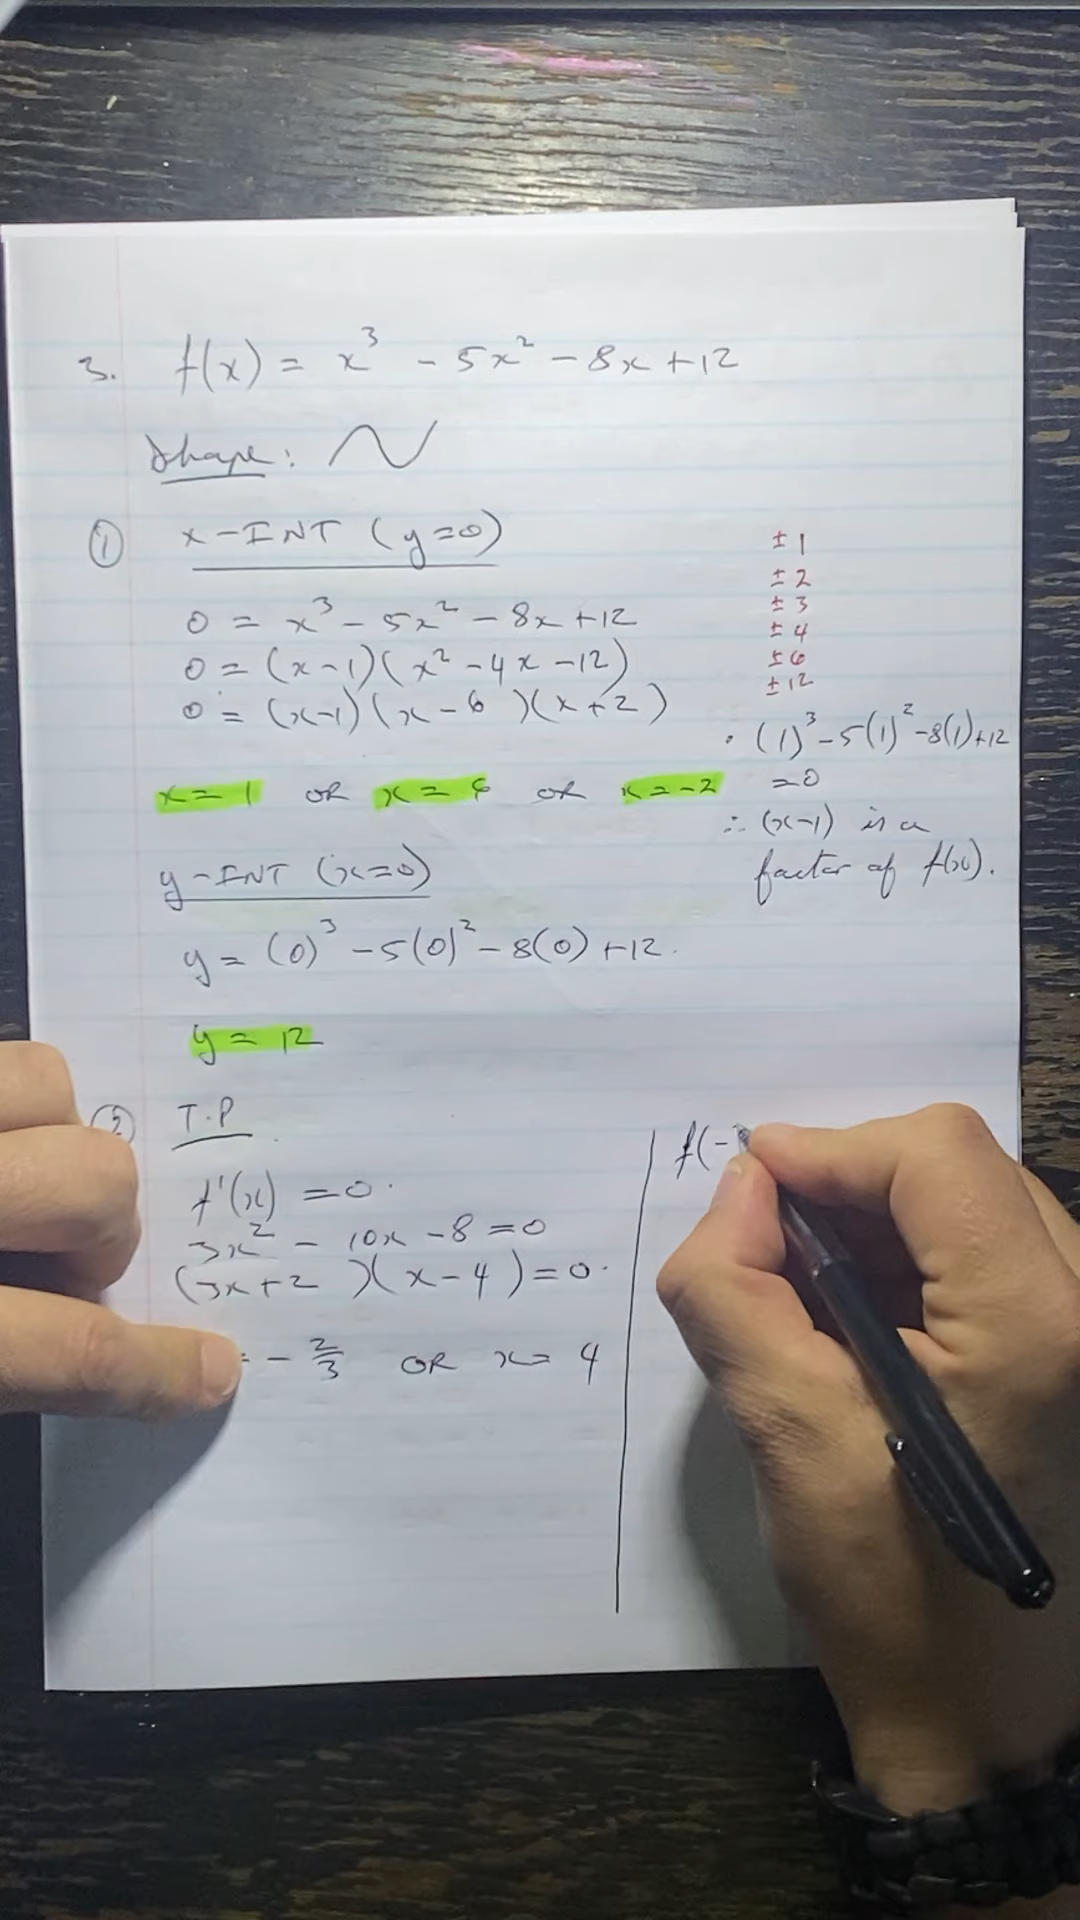 3. f(x) = x³ - 5x² - 8x + 12
Shape:
① x-INT (y=0)
0 = x³ - 5x² - 8x + 12
0 = (x-1)(x² - 4x - 12)
0 = (x-1)(x-6)(x+2)
x = 1 OR x = 6 OR x = -2
± 1
± 2
± 3
± 4
± 6
± 12
· (1)³ - 5(1)² - 8(1) + 12
= 0
∴ (x-1) is a
factor of f(x).
y-INT (x=0)
y = (0)³ - 5(0)² - 8(0) + 12.
y = 12
② T.P
f'(x) = 0.
3x² - 10x - 8 = 0
(3x+2)(x-4) = 0.
= -2/3 OR x = 4
f(-